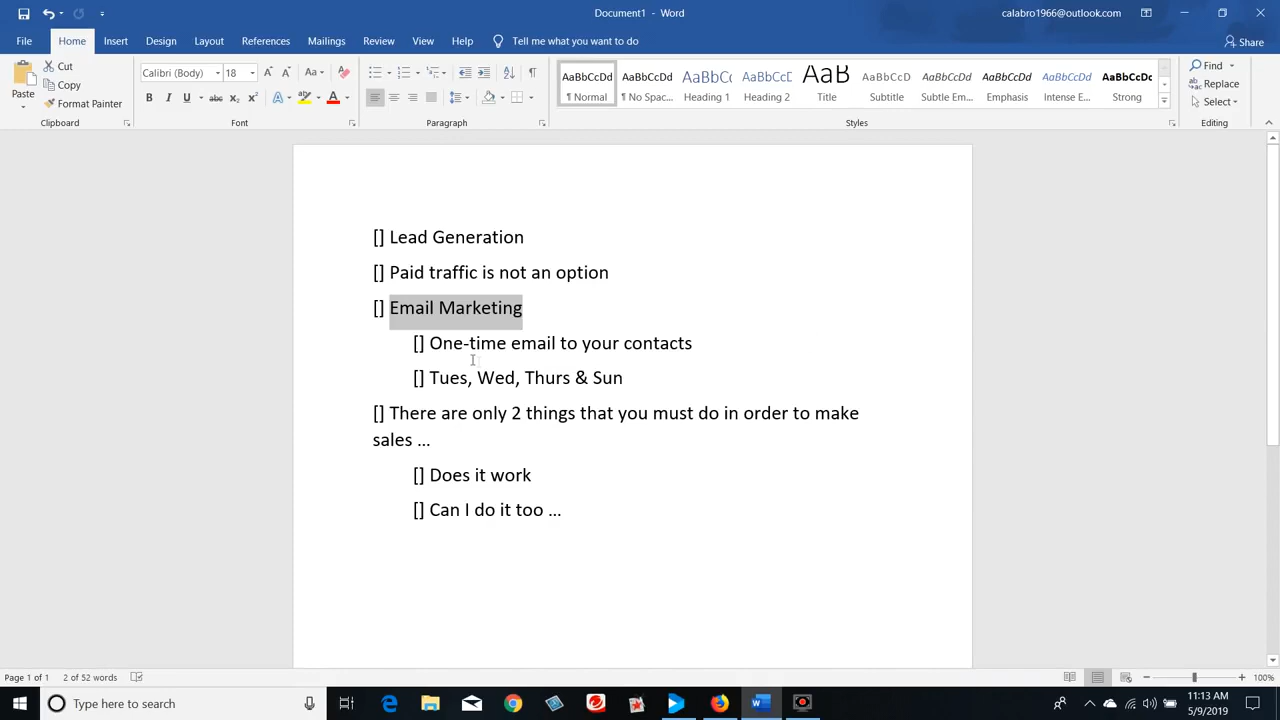 Document1 - Word
calabro1966@outlook.com
File Home Insert Design Layout References Mailings Review View Help Tell me what you want to do Share
Paste
Cut
Copy
Format Painter
Clipboard
Calibri (Body) 18 A A Aa
B I U abc x₂ x² A A
Font
Paragraph
AaBbCcDd AaBbCcDd AaBbCc AaBbCcE AaB AaBbCcD AaBbCcDd AaBbCcDd AaBbCcDd AaBbCcDc
¶ Normal ¶ No Spac... Heading 1 Heading 2 Title Subtitle Subtle Em... Emphasis Intense E... Strong
Styles
Find
Replace
Select
Editing
[] Lead Generation
[] Paid traffic is not an option
[] Email Marketing
[] One-time email to your contacts
[] Tues, Wed, Thurs & Sun
[] There are only 2 things that you must do in order to make
sales ...
[] Does it work
[] Can I do it too ...
Page 1 of 1 2 of 52 words
100%
Type here to search
11:13 AM
5/9/2019